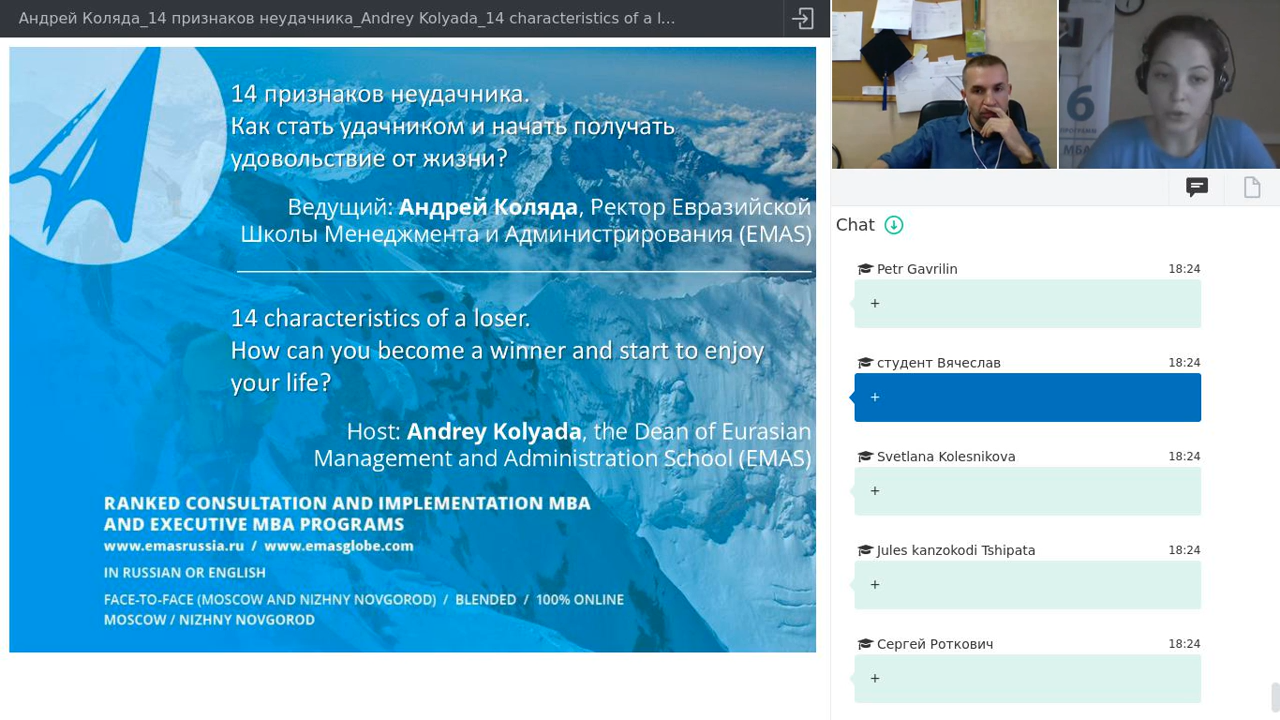 Андрей Коляда_14 признаков неудачника_Andrey Kolyada_14 characteristics of a l...
14 признаков неудачника.
Как стать удачником и начать получать
удовольствие от жизни?
Ведущий: Андрей Коляда, Ректор Евразийской
Школы Менеджмента и Администрирования (EMAS)
14 characteristics of a loser.
How can you become a winner and start to enjoy
your life?
Host: Andrey Kolyada, the Dean of Eurasian
Management and Administration School (EMAS)
RANKED CONSULTATION AND IMPLEMENTATION MBA
AND EXECUTIVE MBA PROGRAMS
www.emasrussia.ru / www.emasglobe.com
IN RUSSIAN OR ENGLISH
FACE-TO-FACE (MOSCOW AND NIZHNY NOVGOROD) / BLENDED / 100% ONLINE
MOSCOW / NIZHNY NOVGOROD
6
ПРОГРАММ
Chat
Petr Gavrilin 18:24
+
студент Вячеслав 18:24
+
Svetlana Kolesnikova 18:24
+
Jules kanzokodi Tshipata 18:24
+
Сергей Роткович 18:24
+